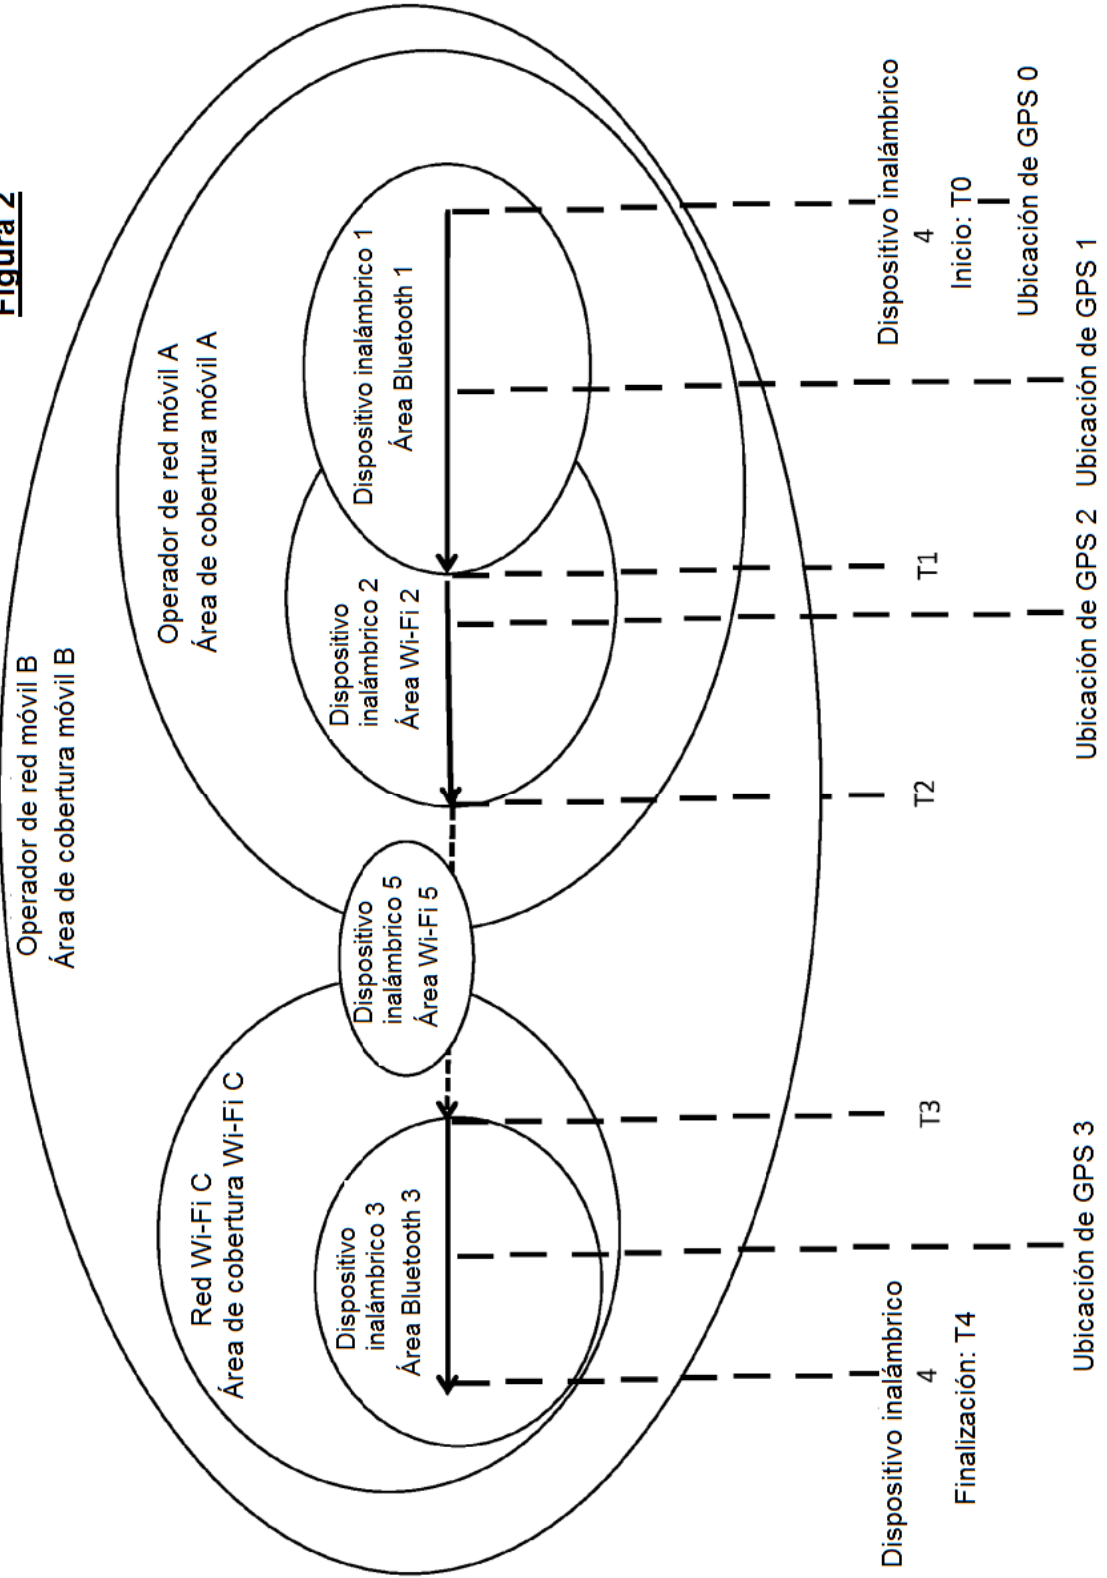 Figura 2
Operador de red móvil B
Área de cobertura móvil B
Operador de red móvil A
Área de cobertura móvil A
Red Wi-Fi C
Área de cobertura Wi-Fi C
Dispositivo
inalámbrico 3
Área Bluetooth 3
Dispositivo
inalámbrico 5
Área Wi-Fi 5
Dispositivo
inalámbrico 2
Área Wi-Fi 2
Dispositivo inalámbrico 1
Área Bluetooth 1
Dispositivo inalámbrico
4
Finalización: T4
T3
T2
T1
Dispositivo inalámbrico
4
Inicio: T0
Ubicación de GPS 0
Ubicación de GPS 3
Ubicación de GPS 2
Ubicación de GPS 1